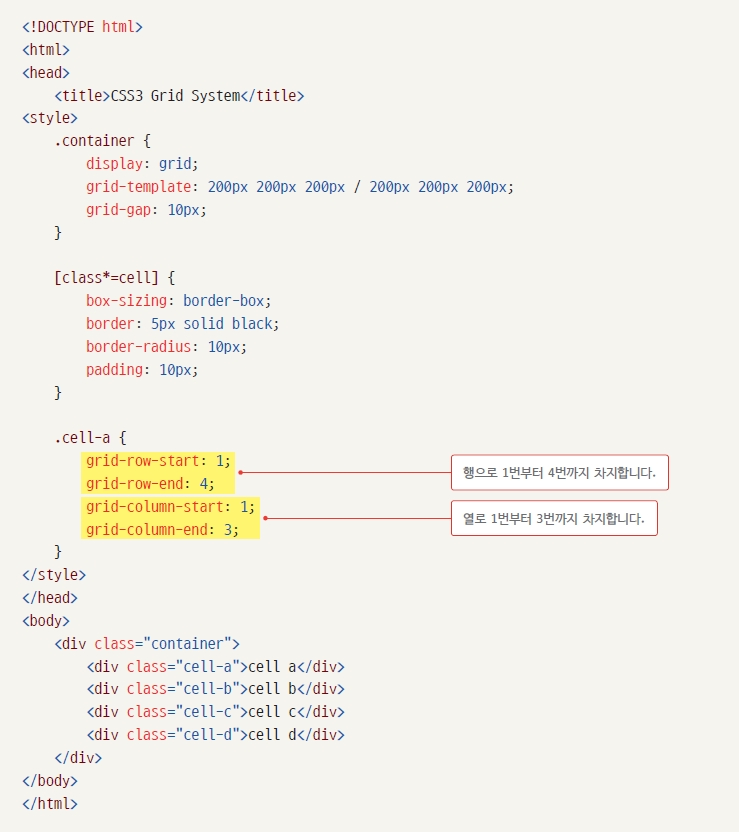 <!DOCTYPE html>
<html>
<head>
    <title>CSS3 Grid System</title>
<style>
    .container {
        display: grid;
        grid-template: 200px 200px 200px / 200px 200px 200px;
        grid-gap: 10px;
    }

    [class*=cell] {
        box-sizing: border-box;
        border: 5px solid black;
        border-radius: 10px;
        padding: 10px;
    }

    .cell-a {
        grid-row-start: 1;
        grid-row-end: 4;
행으로 1번부터 4번까지 차지합니다.
        grid-column-start: 1;
        grid-column-end: 3;
열로 1번부터 3번까지 차지합니다.
    }
</style>
</head>
<body>
    <div class="container">
        <div class="cell-a">cell a</div>
        <div class="cell-b">cell b</div>
        <div class="cell-c">cell c</div>
        <div class="cell-d">cell d</div>
    </div>
</body>
</html>